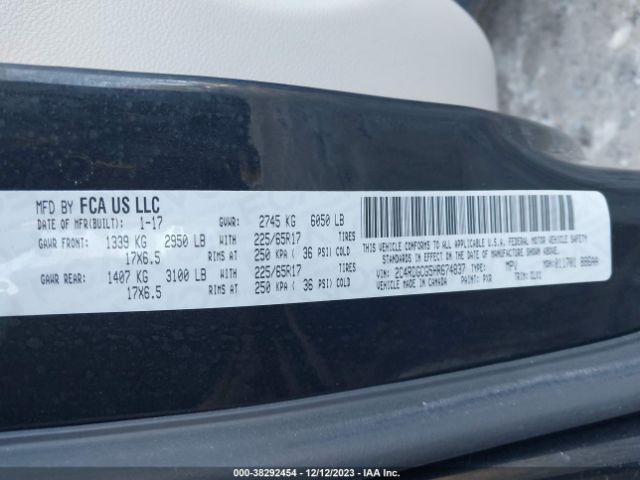 MFD BY FCA US LLC
DATE OF MFR(BUILT): 1-17 GVWR: 2745 KG 6050 LB
GAWR FRONT: 1339 KG 2950 LB WITH 225/65R17 TIRES
17X6.5 RIMS AT 250 KPA ( 36 PSI) COLD
GAWR REAR: 1407 KG 3100 LB WITH 225/65R17 TIRES
17X6.5 RIMS AT 250 KPA ( 36 PSI) COLD
THIS VEHICLE CONFORMS TO ALL APPLICABLE U.S.A. FEDERAL MOTOR VEHICLE SAFETY
STANDARDS IN EFFECT ON THE DATE OF MANUFACTURE SHOWN ABOVE.
VIN: 2C4RDGCG5HR674837 TYPE: MPV MDH:
VEHICLE MADE IN CANADA PAINT: PXR TRIM:
000-38292454 - 12/12/2023 - IAA Inc.